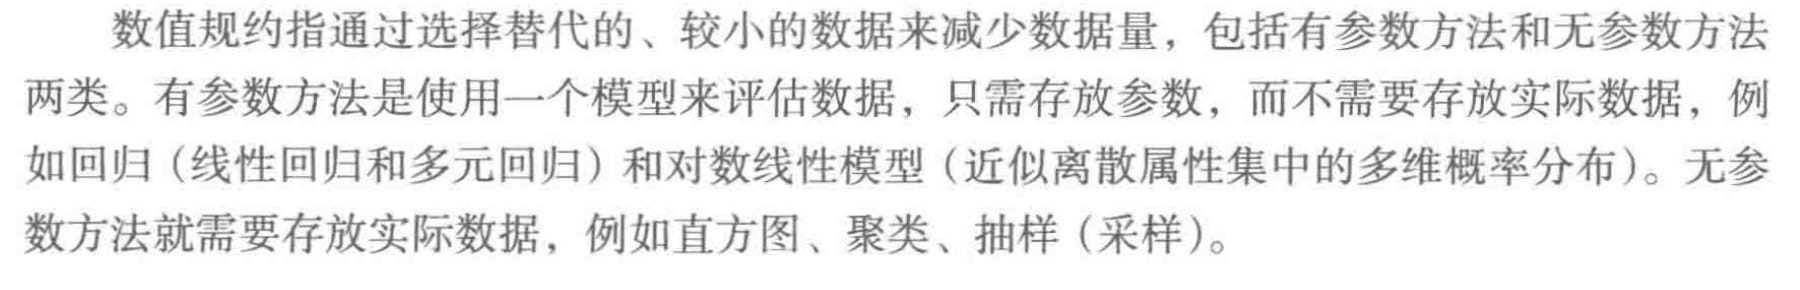 数值规约指通过选择替代的、较小的数据来减少数据量，包括有参数方法和无参数方法
两类。有参数方法是使用一个模型来评估数据，只需存放参数，而不需要存放实际数据，例
如回归（线性回归和多元回归）和对数线性模型（近似离散属性集中的多维概率分布）。无参
数方法就需要存放实际数据，例如直方图、聚类、抽样（采样）。